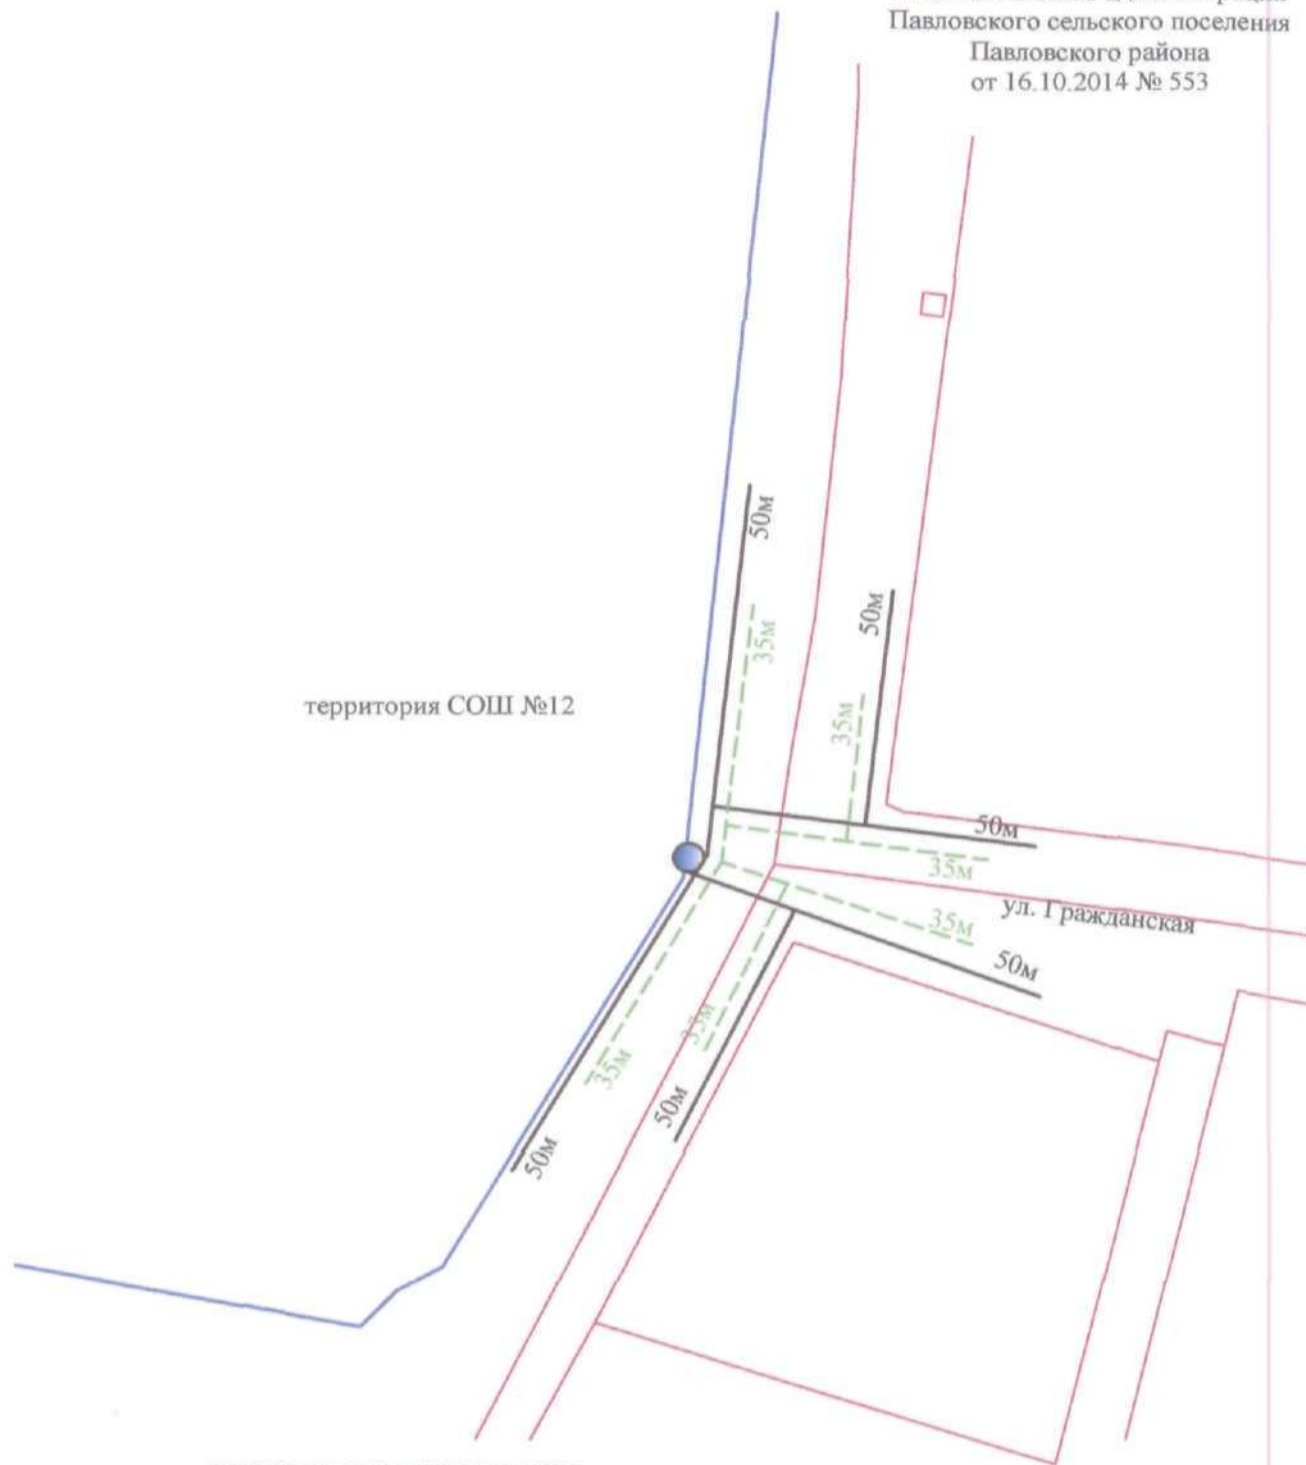 Павловского сельского поселения
Павловского района
от 16.10.2014 № 553
50м
35м
50м
35м
территория СОШ №12
50м
35м
ул. Гражданская
35м
50м
35м
35м
50м
50м